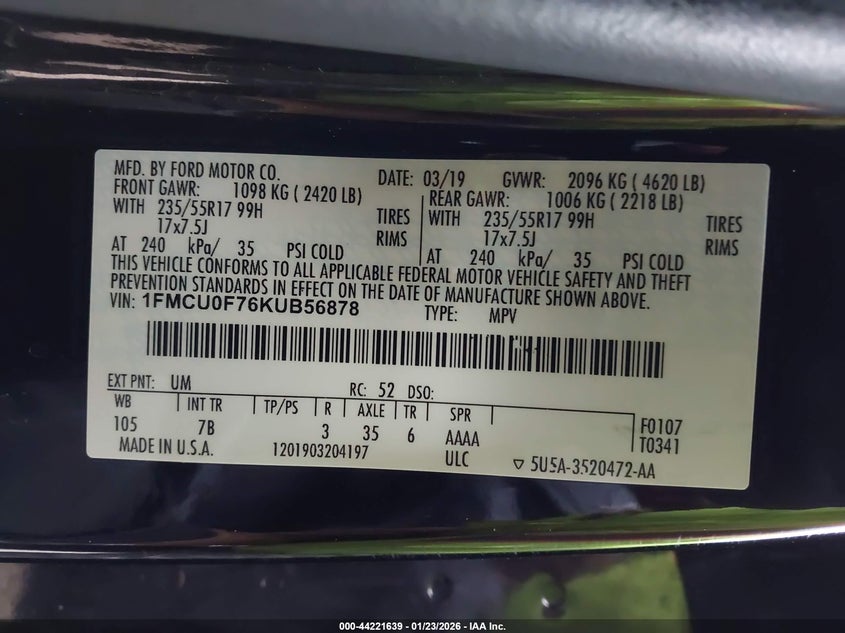 MFD. BY FORD MOTOR CO. DATE: 03/19 GVWR: 2096 KG ( 4620 LB)
FRONT GAWR: 1098 KG ( 2420 LB) REAR GAWR: 1006 KG ( 2218 LB)
WITH 235/55R17 99H TIRES WITH 235/55R17 99H TIRES
17x7.5J RIMS 17x7.5J RIMS
AT 240 kPa/ 35 PSI COLD AT 240 kPa/ 35 PSI COLD
THIS VEHICLE CONFORMS TO ALL APPLICABLE FEDERAL MOTOR VEHICLE SAFETY AND THEFT
PREVENTION STANDARDS IN EFFECT ON THE DATE OF MANUFACTURE SHOWN ABOVE.
VIN: 1FMCU0F76KUB56878 TYPE: MPV
EXT PNT: UM RC: 52 DSO:
WB INT TR TP/PS R AXLE TR SPR F0107
105 7B 3 35 6 AAAA T0341
MADE IN U.S.A. 1201903204197 ULC 5U5A-3520472-AA
000-44221639 - 01/23/2026 - IAA Inc.